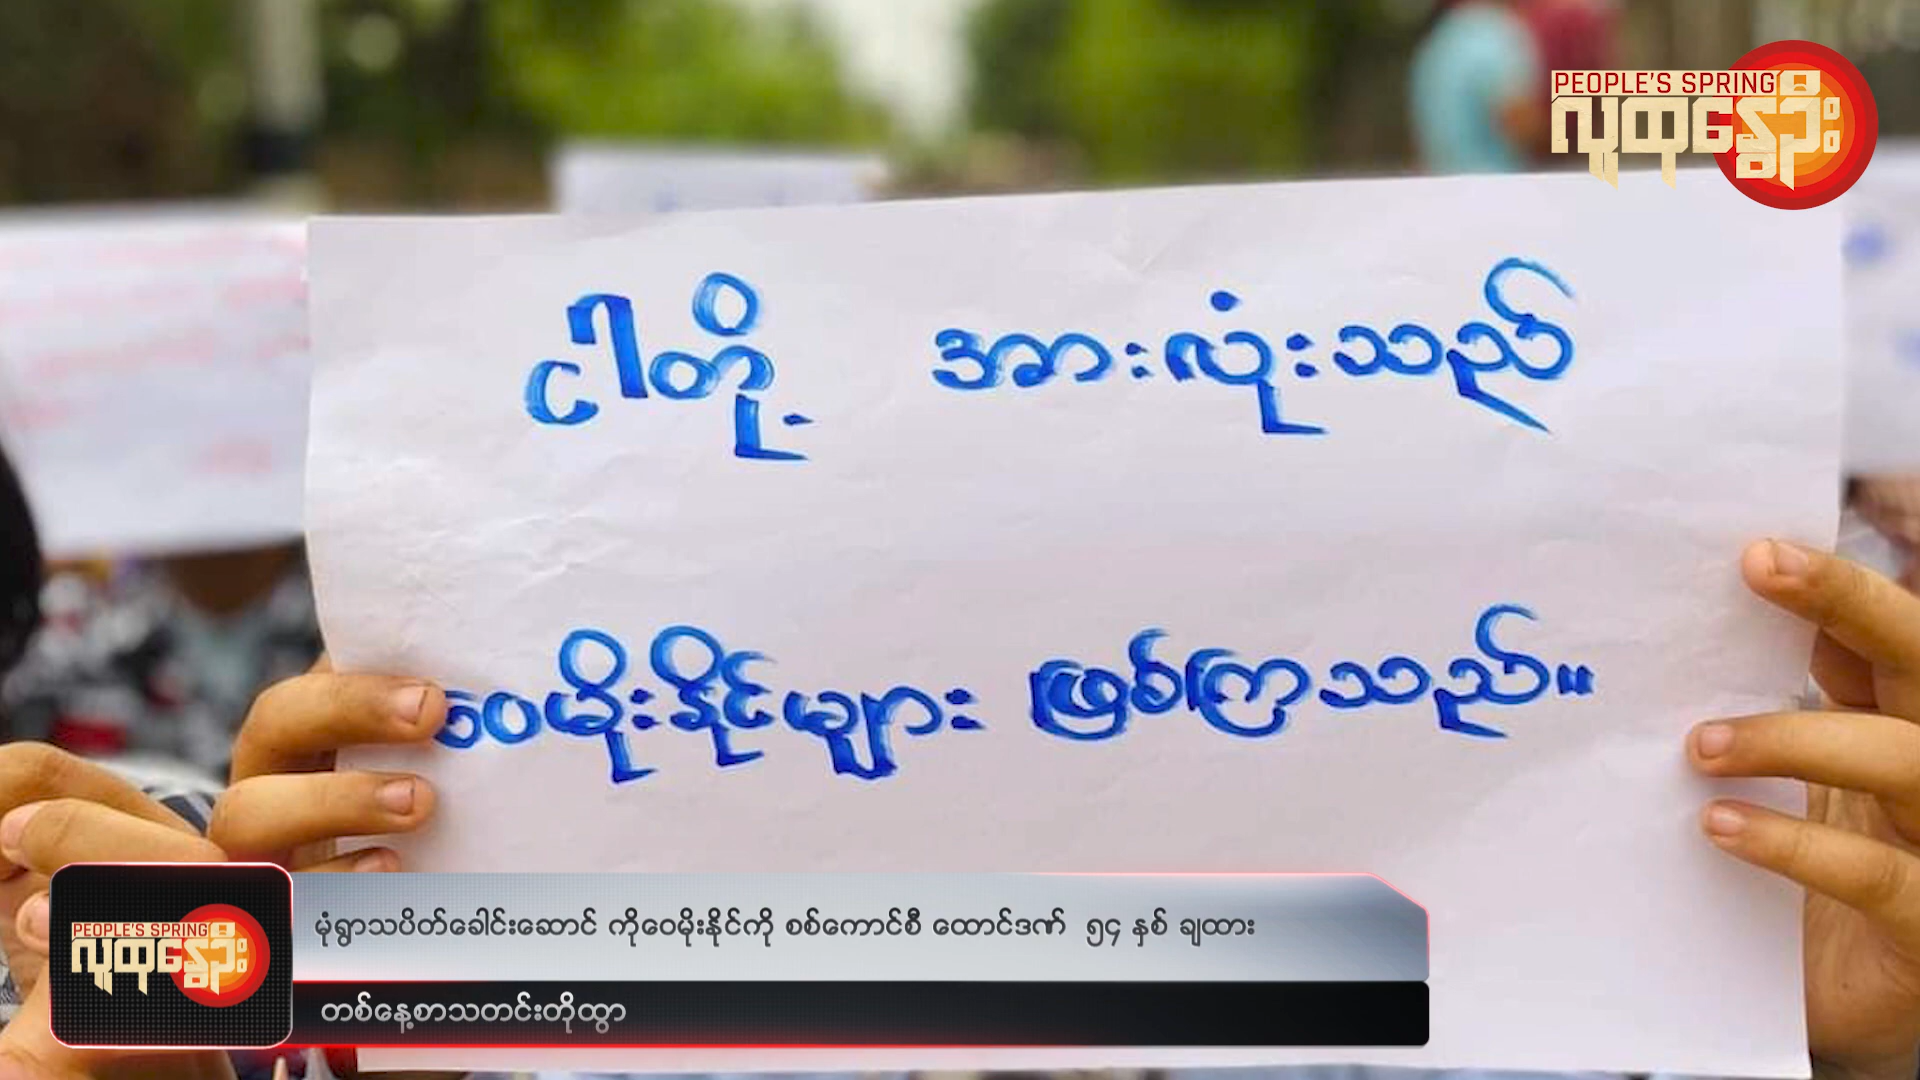 PEOPLE'S SPRING
လူထုနွေဦး
ငါတို့ အားလုံးသည်
ဝေမိုးနိုင်များ ဖြစ်ကြသည်။
PEOPLE'S SPRING
လူထုနွေဦး
မုံရွာသပိတ်ခေါင်းဆောင် ကိုဝေမိုးနိုင်ကို စစ်ကောင်စီ ထောင်ဒဏ် ၅၄ နှစ် ချထား
တစ်နေ့စာသတင်းတိုထွာ